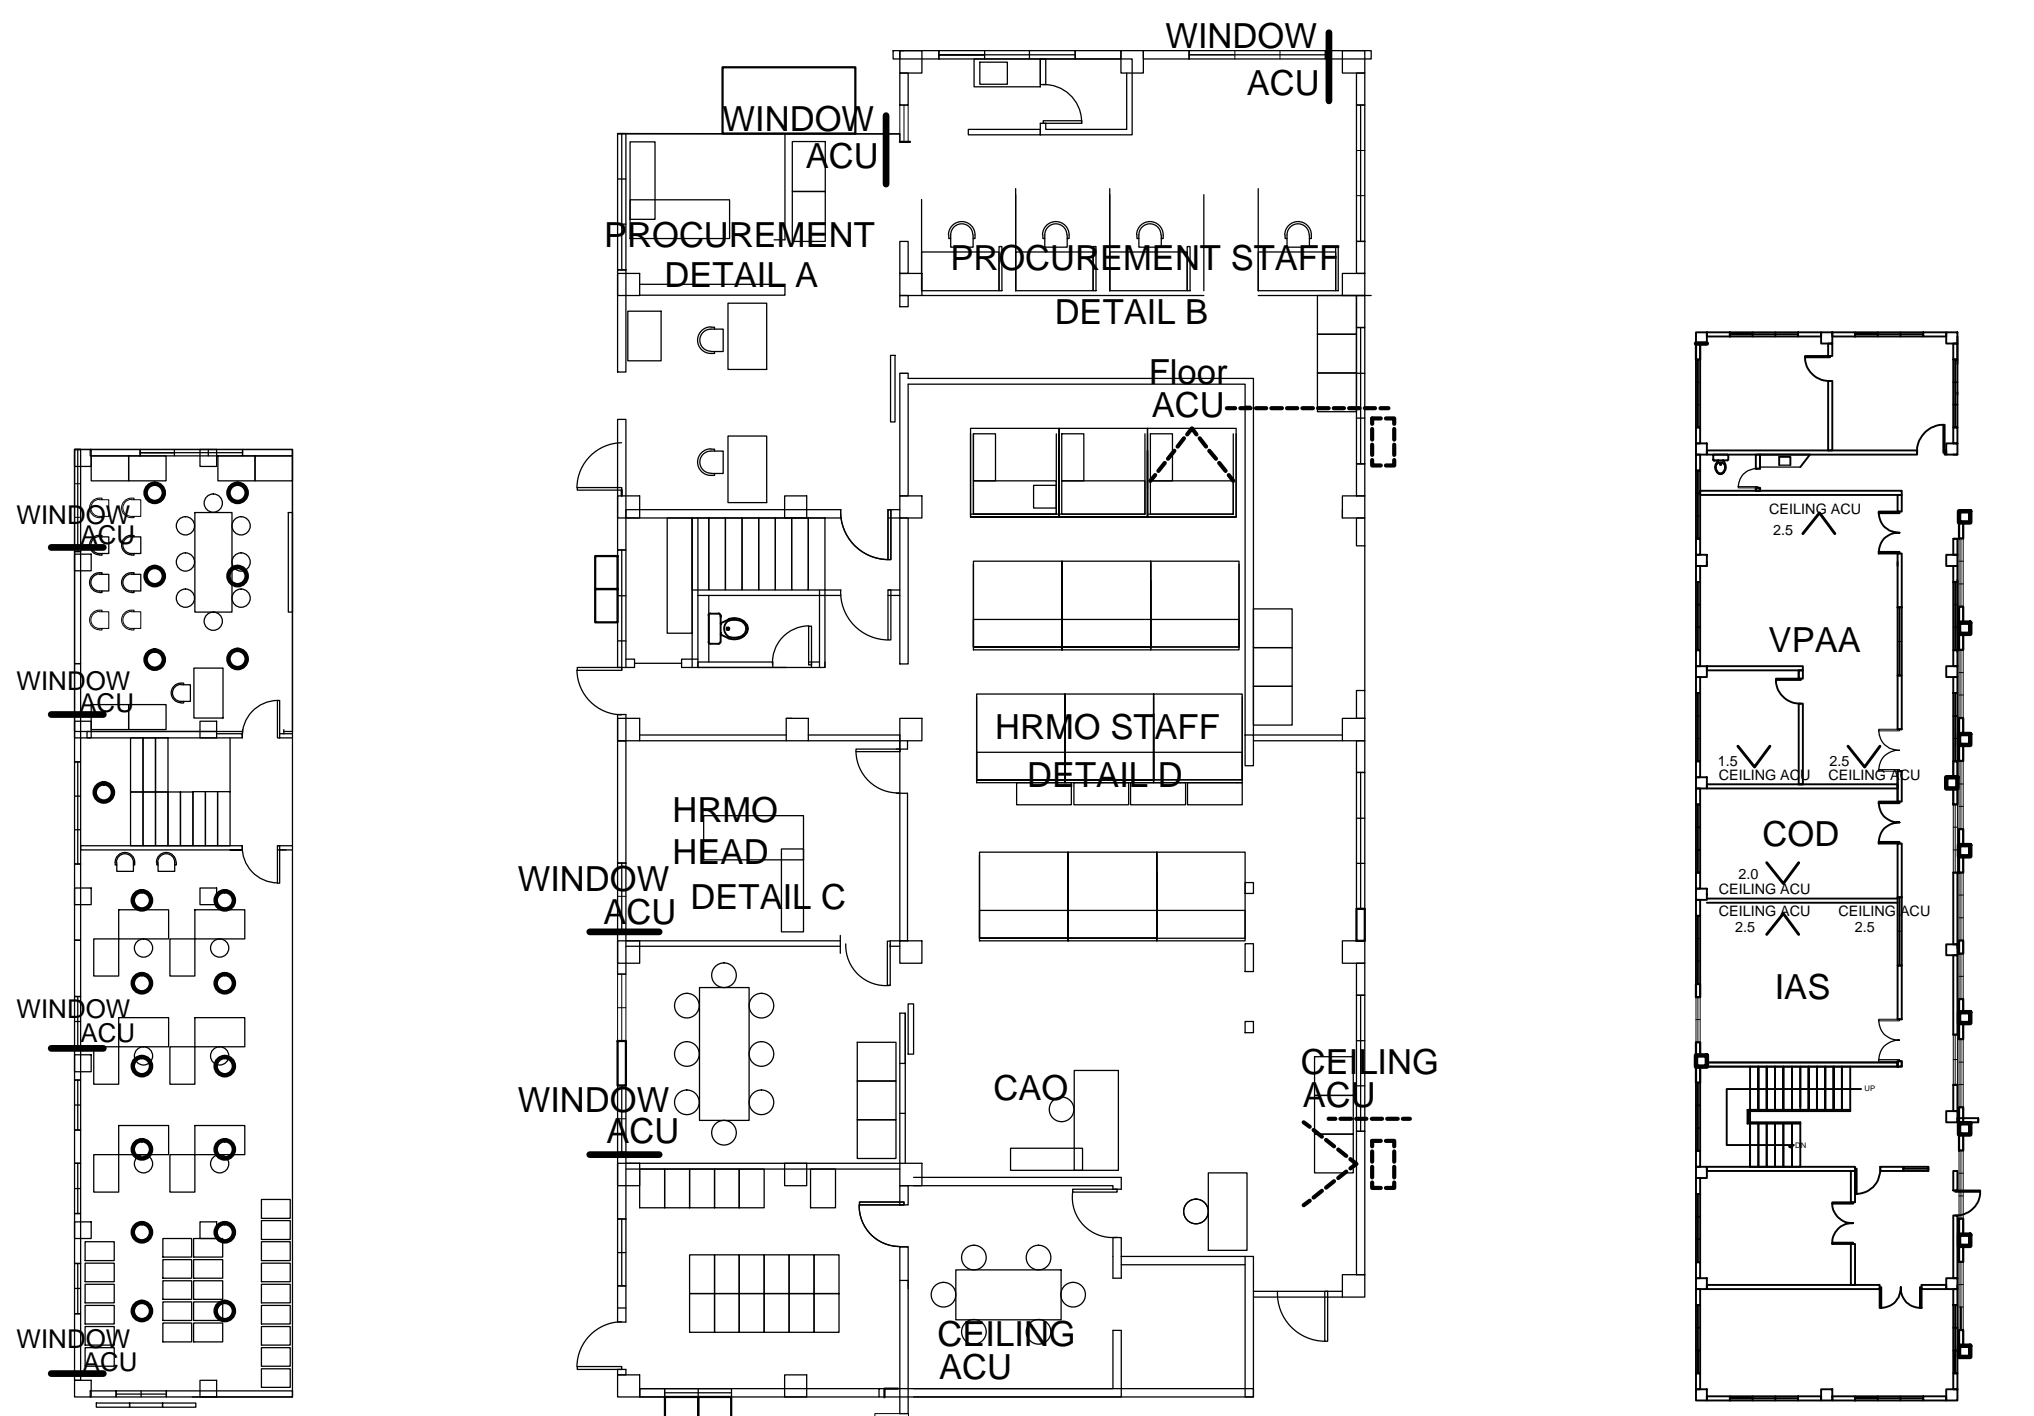 WINDOW
ACU
WINDOW
ACU
WINDOW
ACU
WINDOW
ACU
WINDOW
ACU
WINDOW
ACU
PROCUREMENT
DETAIL A
PROCUREMENT STAFF
DETAIL B
Floor
ACU
HRMO STAFF
DETAIL D
HRMO
HEAD
DETAIL C
WINDOW
ACU
WINDOW
ACU
CAO
CEILING
ACU
CEILING
ACU
CEILING ACU
2.5
VPAA
1.5
CEILING ACU
2.5
CEILING ACU
COD
2.0
CEILING ACU
CEILING ACU
2.5
CEILING ACU
2.5
IAS
UP
DN